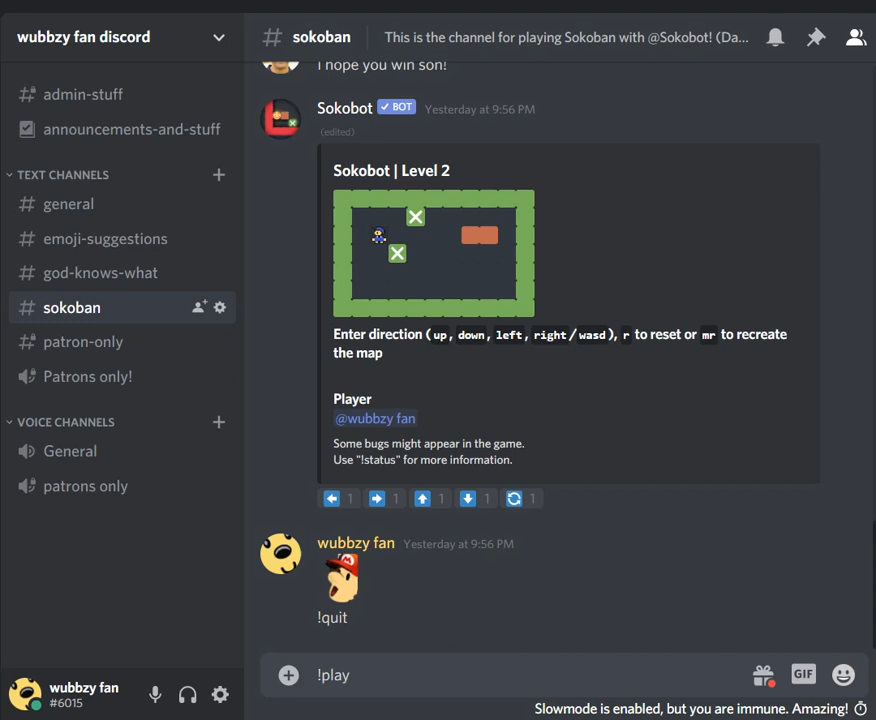 wubbzy fan discord
admin-stuff
announcements-and-stuff
TEXT CHANNELS
general
emoji-suggestions
god-knows-what
sokoban
patron-only
Patrons only!
VOICE CHANNELS
General
patrons only
wubbzy fan
#6015
sokoban
This is the channel for playing Sokoban with @Sokobot! (Da...
I hope you win son!
Sokobot BOT Yesterday at 9:56 PM
(edited)
Sokobot | Level 2
Enter direction (up, down, left, right/wasd), r to reset or mr to recreate
the map
Player
@wubbzy fan
Some bugs might appear in the game.
Use "!status" for more information.
1 1 1 1 1
wubbzy fan Yesterday at 9:56 PM
!quit
!play
GIF
Slowmode is enabled, but you are immune. Amazing!